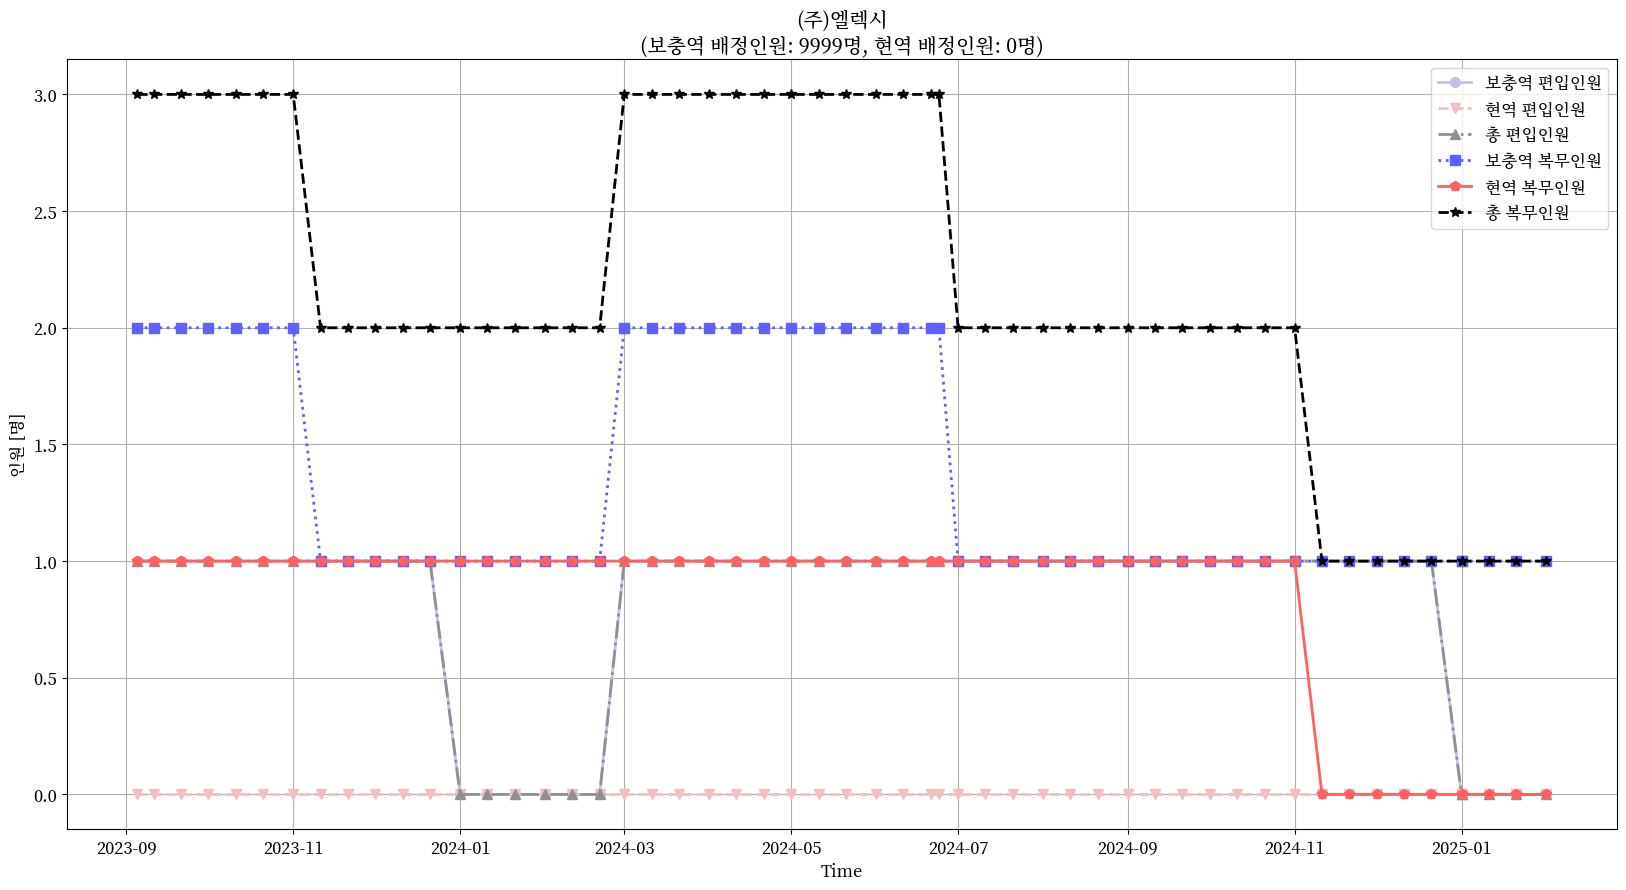 (주)엘렉시
(보충역 배정인원: 9999명, 현역 배정인원: 0명)
보충역 편입인원
현역 편입인원
총 편입인원
보충역 복무인원
현역 복무인원
총 복무인원
인원 [명]
3.0
2.5
2.0
1.5
1.0
0.5
0.0
2023-09
2023-11
2024-01
2024-03
2024-05
2024-07
2024-09
2024-11
2025-01
Time